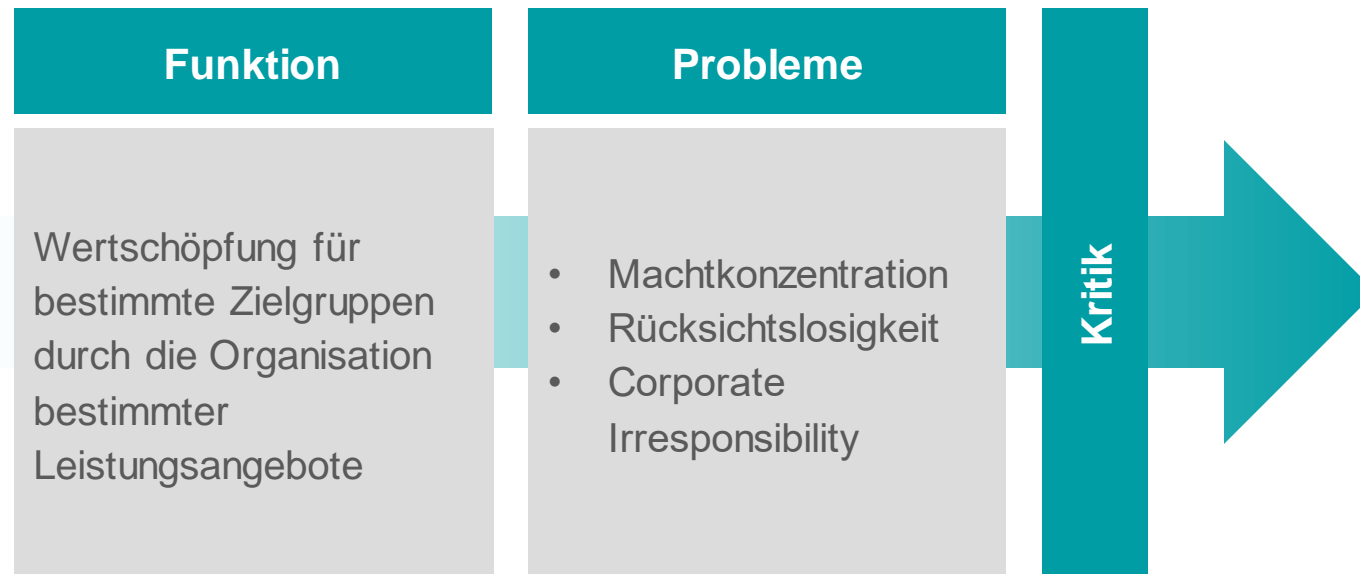 Funktion
Wertschöpfung für
bestimmte Zielgruppen
durch die Organisation
bestimmter
Leistungsangebote
Probleme
• Machtkonzentration
• Rücksichtslosigkeit
• Corporate
Irresponsibility
Kritik